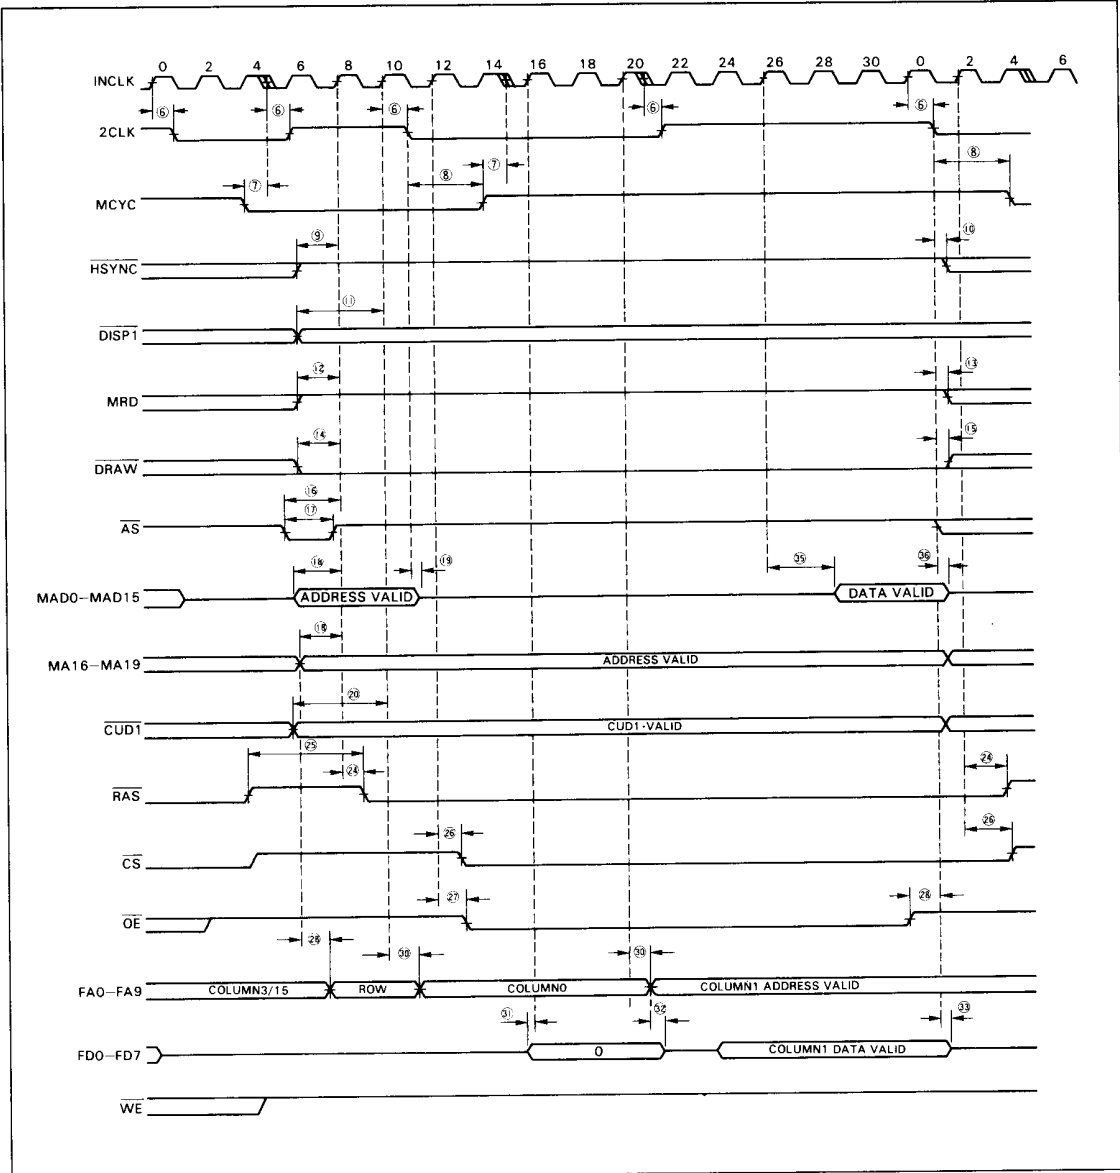 0 2 4 6 8 10 12 14 16 18 20 22 24 26 28 30 0 2 4 6
INCLK
⑥ ⑥ ⑥ ⑥ ⑥
2CLK
⑦ ⑧ ⑦ ⑧
MCYC
⑨ ⑩
HSYNC
⑪
DISP1
⑫ ⑬
MRD
⑭ ⑮
DRAW
⑯
⑰
AS
⑲ ㉟ ㊱
MAD0–MAD15 ADDRESS VALID DATA VALID
MA16–MA19 ADDRESS VALID
⑳
CUD1 CUD1·VALID
㉕
㉔ ㉔
RAS
㉖ ㉖
CS
㉗ ㉘
OE
㉚ ㉚
FA0–FA9 COLUMN3/15 ROW COLUMN0 COLUMN1 ADDRESS VALID
㉛ ㉜ ㉝
FD0–FD7 0 COLUMN1 DATA VALID
WE